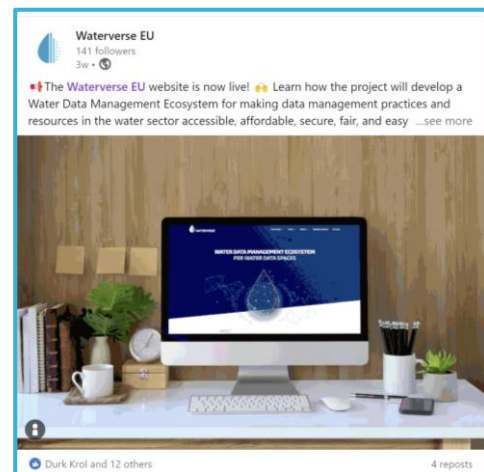 Waterverse EU
141 followers
3w •
The Waterverse EU website is now live! Learn how the project will develop a
Water Data Management Ecosystem for making data management practices and
resources in the water sector accessible, affordable, secure, fair, and easy ...see more
WATERVERSE
WATER DATA MANAGEMENT ECOSYSTEM
FOR WATER DATA SPACES
Durk Krol and 12 others
4 reposts